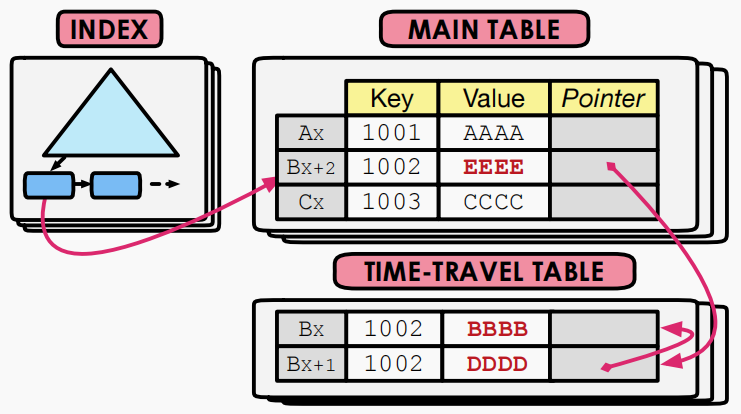 INDEX
MAIN TABLE
Key Value Pointer
Ax 1001 AAAA
Bx+2 1002 EEEE
Cx 1003 CCCC
TIME-TRAVEL TABLE
Bx 1002 BBBB
Bx+1 1002 DDDD